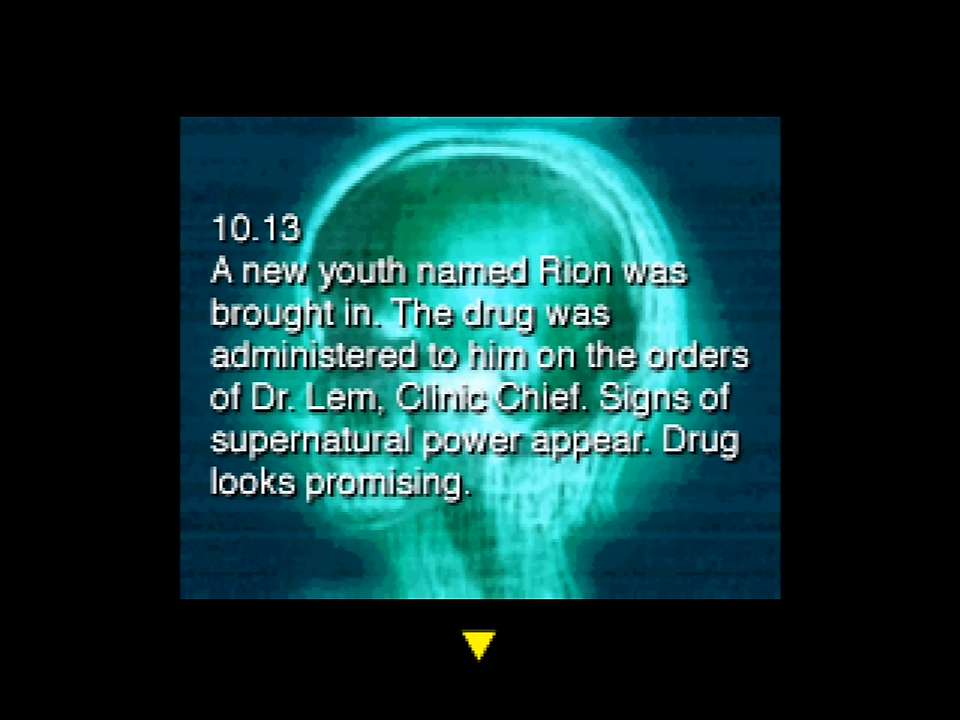 10.13
A new youth named Rion was
brought in. The drug was
administered to him on the orders
of Dr. Lem, Clinic Chief. Signs of
supernatural power appear. Drug
looks promising.